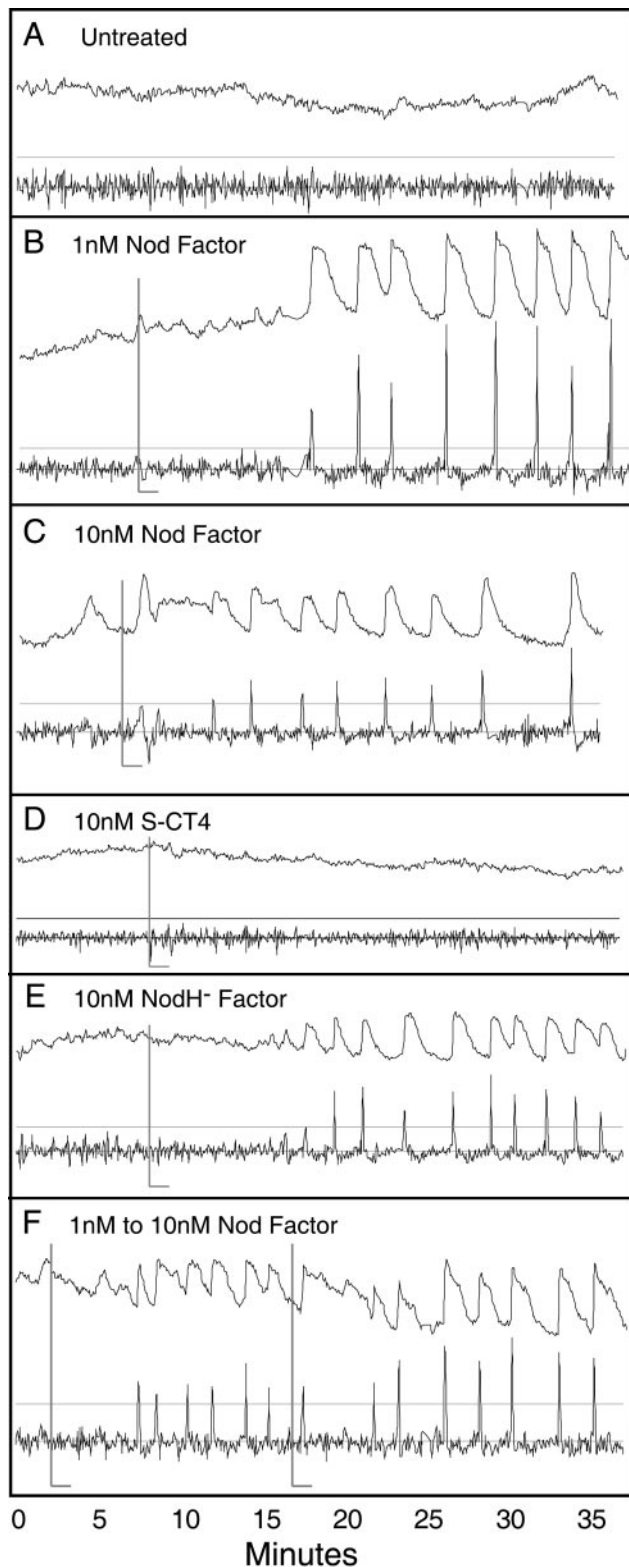 A Untreated
B 1nM Nod Factor
C 10nM Nod Factor
D 10nM S-CT4
E 10nM NodH- Factor
F 1nM to 10nM Nod Factor
0 5 10 15 20 25 30 35
Minutes